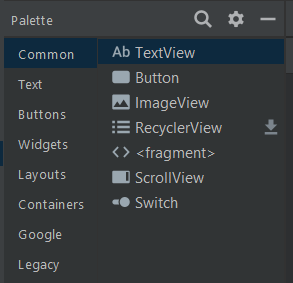 Palette
Common
Text
Buttons
Widgets
Layouts
Containers
Google
Legacy
Ab TextView
Button
ImageView
RecyclerView
<> <fragment>
ScrollView
Switch